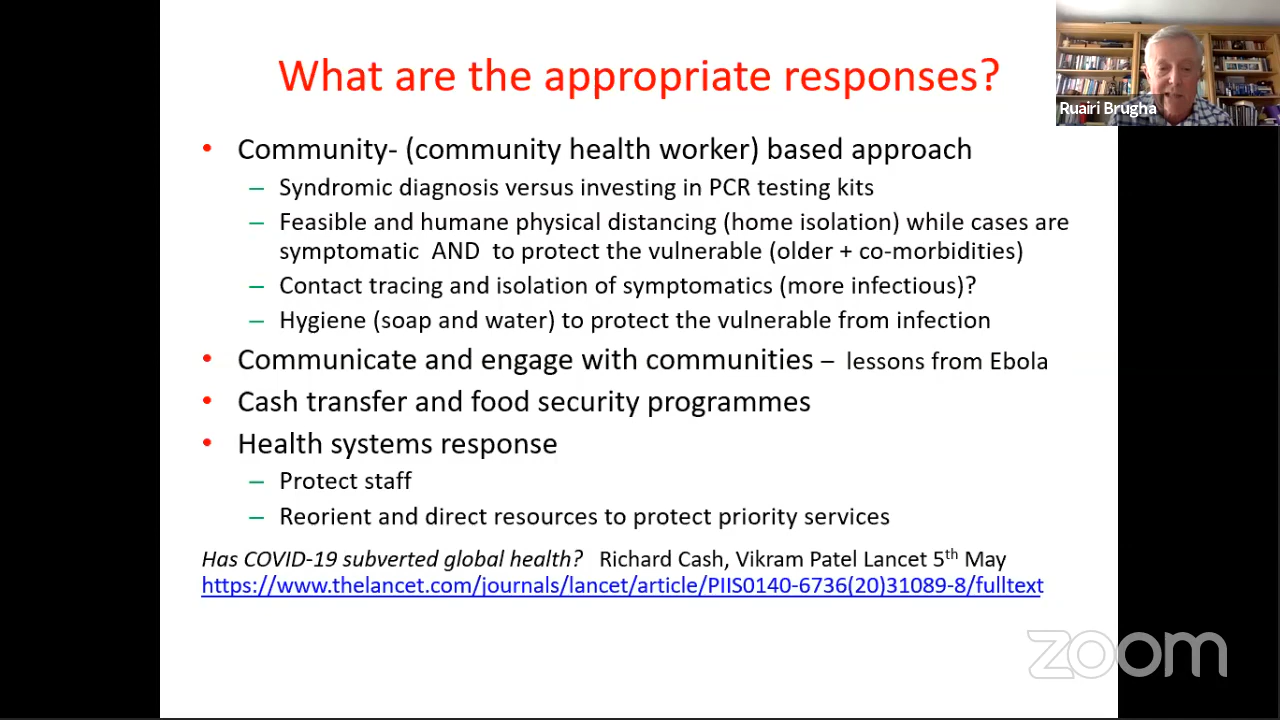 What are the appropriate responses?
Ruairi Brugha
• Community- (community health worker) based approach
– Syndromic diagnosis versus investing in PCR testing kits
– Feasible and humane physical distancing (home isolation) while cases are
symptomatic AND to protect the vulnerable (older + co-morbidities)
– Contact tracing and isolation of symptomatics (more infectious)?
– Hygiene (soap and water) to protect the vulnerable from infection
• Communicate and engage with communities – lessons from Ebola
• Cash transfer and food security programmes
• Health systems response
– Protect staff
– Reorient and direct resources to protect priority services
Has COVID-19 subverted global health? Richard Cash, Vikram Patel Lancet 5th May
https://www.thelancet.com/journals/lancet/article/PIIS0140-6736(20)31089-8/fulltext
zoom